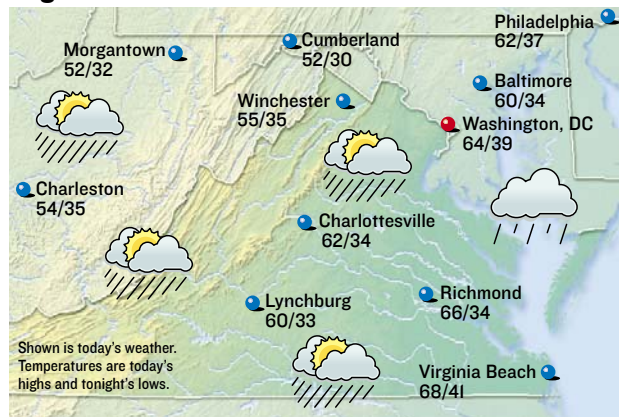 Philadelphia
62/37
Morgantown
52/32
Cumberland
52/30
Baltimore
60/34
Winchester
55/35
Washington, DC
64/39
Charleston
54/35
Charlottesville
62/34
Lynchburg
60/33
Richmond
66/34
Shown is today's weather.
Temperatures are today's
highs and tonight's lows.
Virginia Beach
68/41